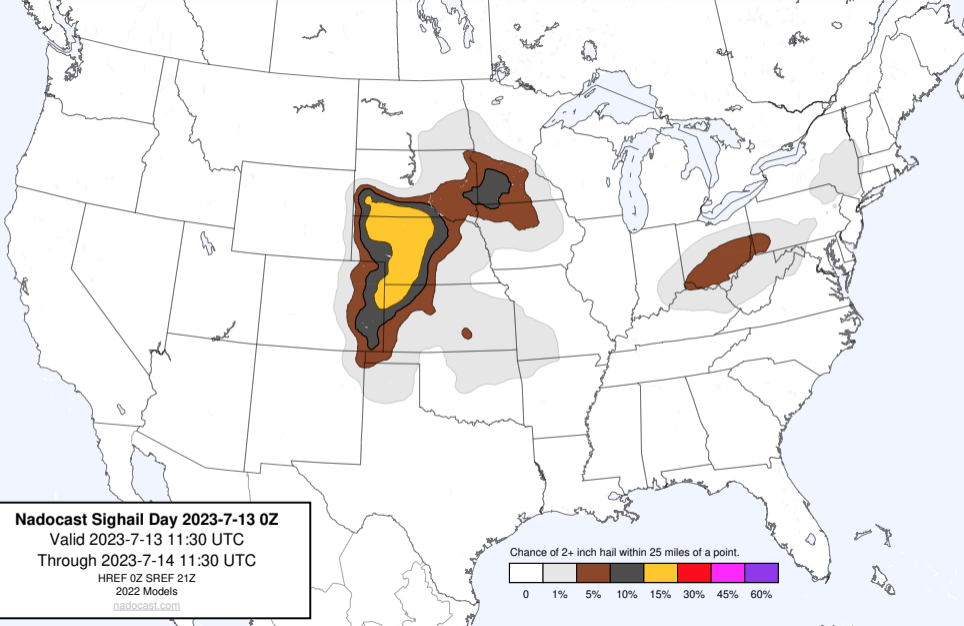 Nadocast Sighail Day 2023-7-13 0Z
Valid 2023-7-13 11:30 UTC
Through 2023-7-14 11:30 UTC
HREF 0Z SREF 21Z
2022 Models
nadocast.com
Chance of 2+ inch hail within 25 miles of a point.
0 1% 5% 10% 15% 30% 45% 60%